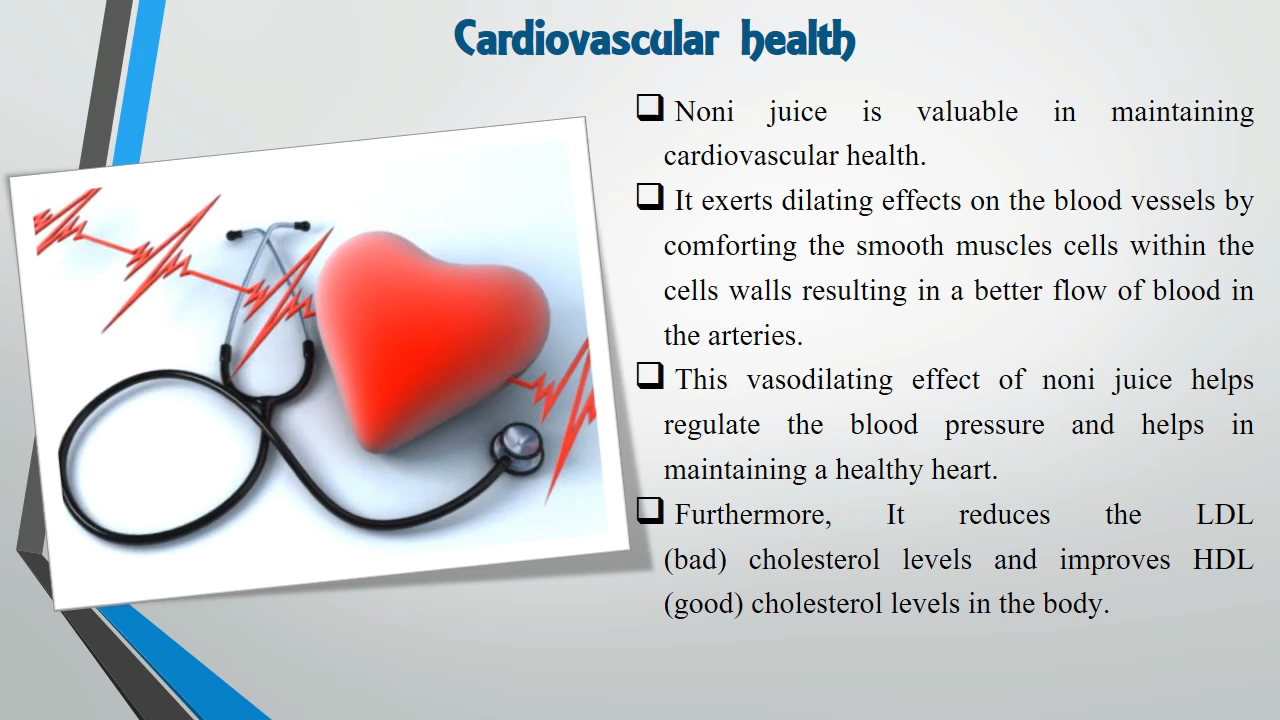 Cardiovascular health
Noni juice is valuable in maintaining
cardiovascular health.
It exerts dilating effects on the blood vessels by
comforting the smooth muscles cells within the
cells walls resulting in a better flow of blood in
the arteries.
This vasodilating effect of noni juice helps
regulate the blood pressure and helps in
maintaining a healthy heart.
Furthermore, It reduces the LDL
(bad) cholesterol levels and improves HDL
(good) cholesterol levels in the body.